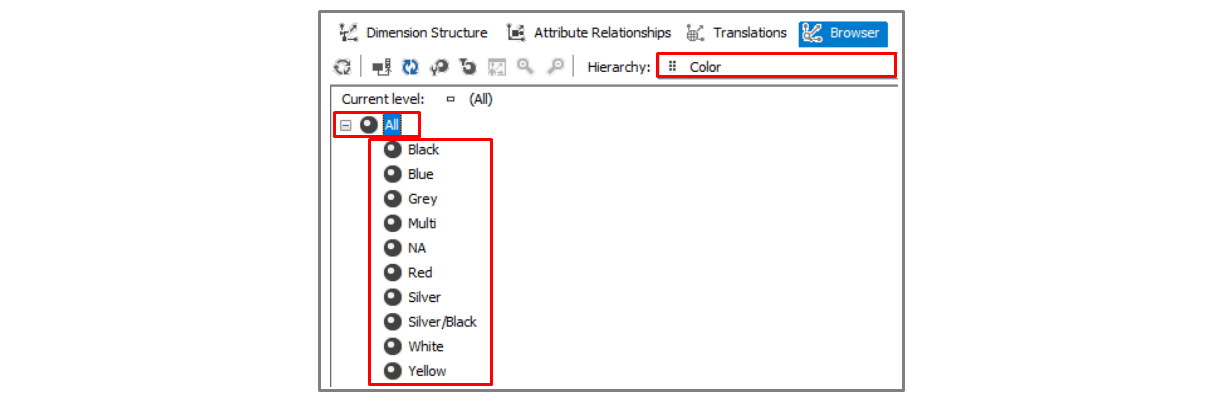 Dimension Structure Attribute Relationships Translations Browser
Hierarchy: Color
Current level: (All)
All
Black
Blue
Grey
Multi
NA
Red
Silver
Silver/Black
White
Yellow